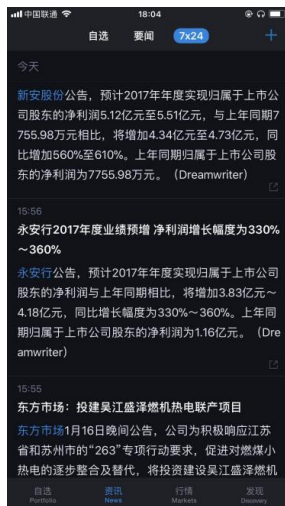 中国联通 18:04
自选 要闻 7x24 +
今天
新安股份公告，预计2017年年度实现归属于上市公
司股东的净利润5.12亿元至5.51亿元，与上年同期7
755.98万元相比，将增加4.34亿元至4.73亿元，同
比增加560%至610%。上年同期归属于上市公司股
东的净利润为7755.98万元。（Dreamwriter）
15:56
永安行2017年度业绩预增 净利润增长幅度为330%
～360%
永安行公告，预计2017年年度实现归属于上市公司
股东的净利润与上年同期相比，将增加3.83亿元～
4.18亿元，同比增长幅度为330%～360%。上年同
期归属于上市公司股东的净利润为1.16亿元。（Dre
amwriter）
15:55
东方市场：投建吴江盛泽燃机热电联产项目
东方市场1月16日晚间公告，公司为积极响应江苏
省和苏州市的“263”专项行动要求，促进对燃煤小
热电的逐步整合及替代，将投资建设吴江盛泽燃机
自选 资讯 行情 发现
Portfolio News Markets Discovery